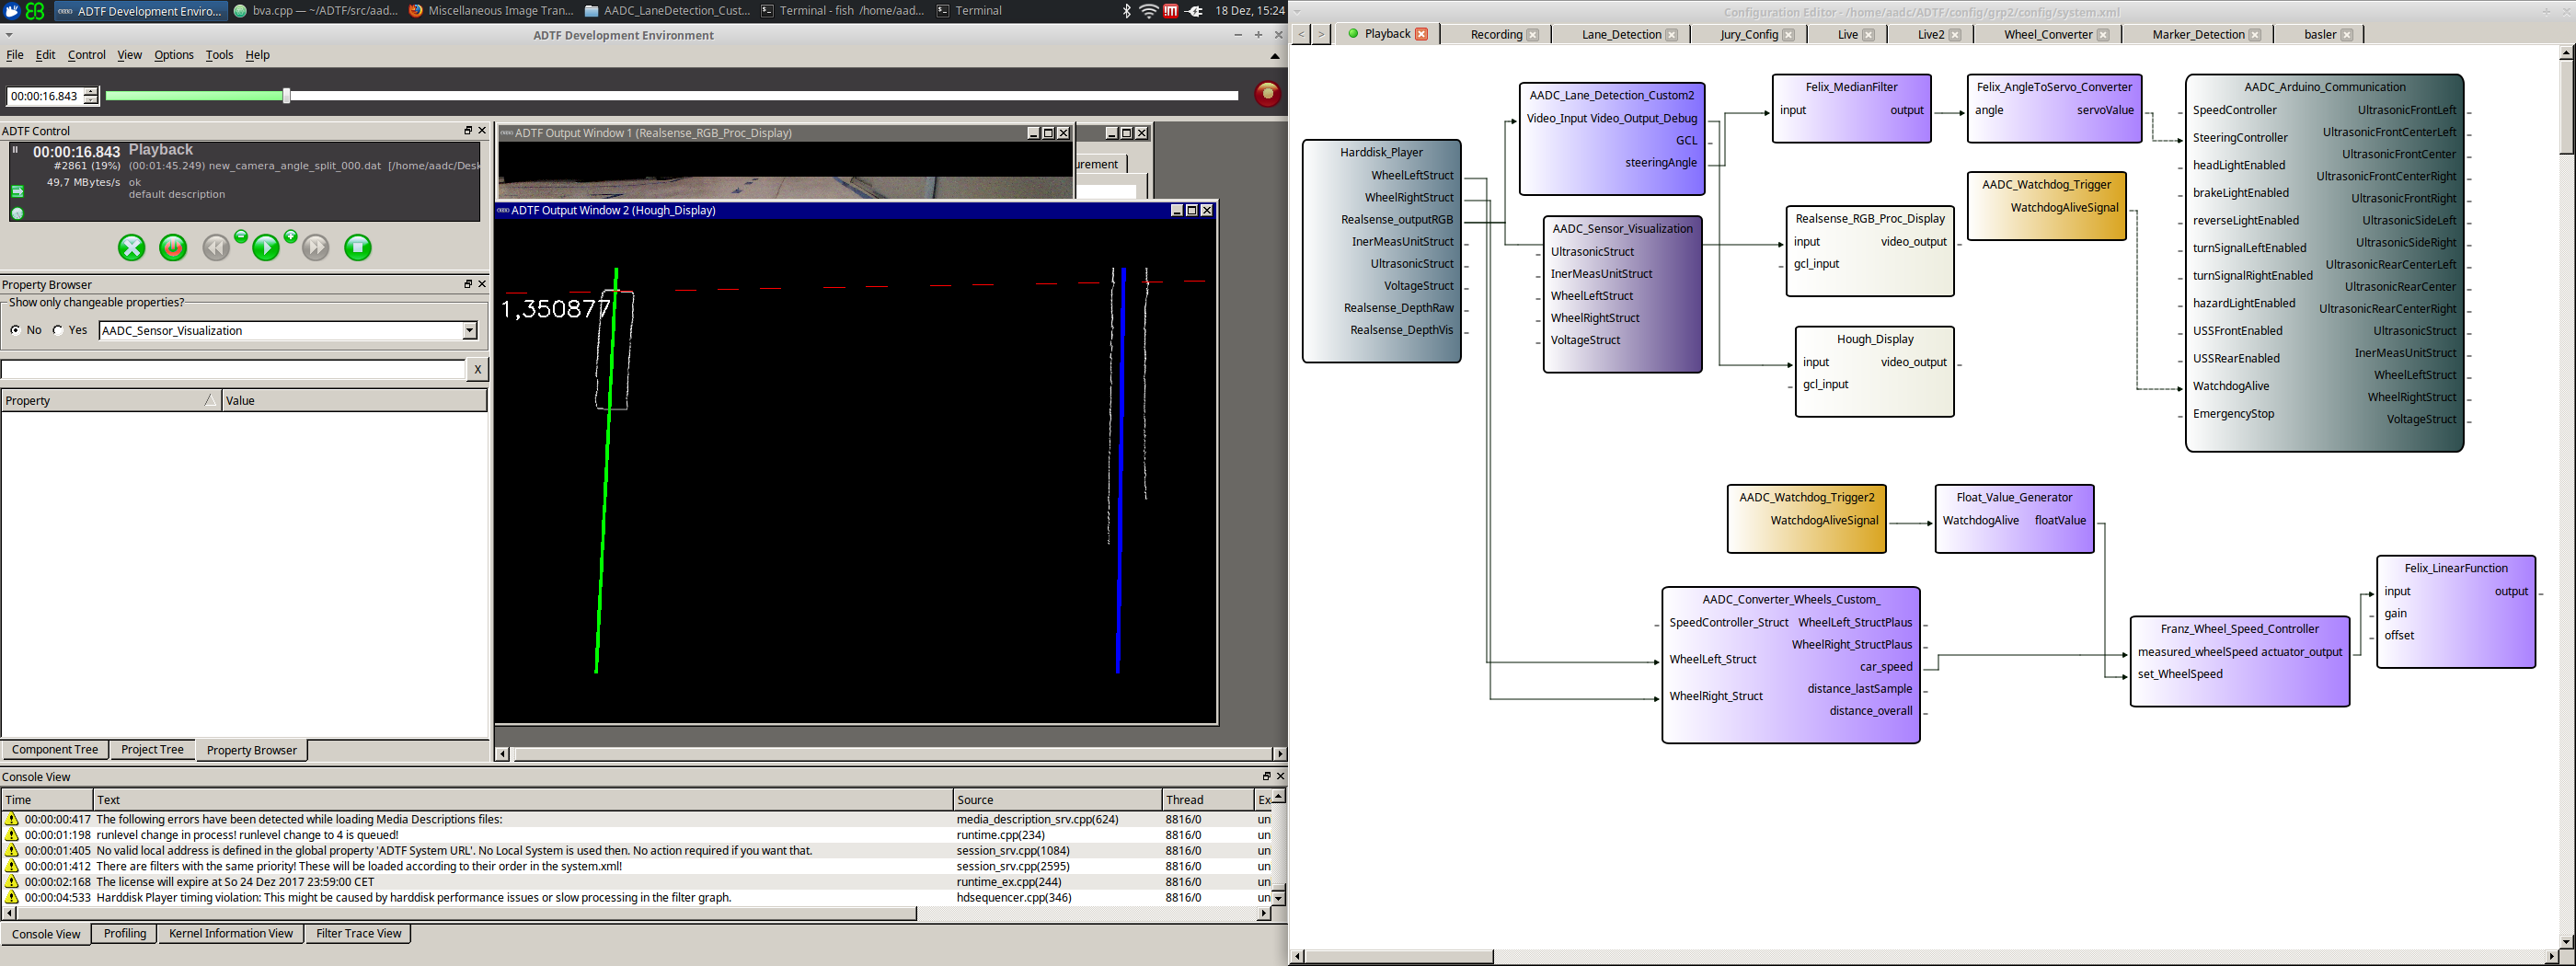 ADTF Development Enviro...
bva.cpp — ~/ADTF/src/aad...
Miscellaneous Image Tran...
AADC_LaneDetection_Cust...
Terminal - fish /home/aad...
Terminal
18 Dez, 15:24
ADTF Development Environment
File Edit Control View Options Tools Help
00:00:16.843
ADTF Control
00:00:16.843 Playback
#2861 (19%) (00:01:45.249) new_camera_angle_split_000.dat [/home/aadc/Desk
49,7 MBytes/s ok
default description
Property Browser
Show only changeable properties?
No Yes AADC_Sensor_Visualization
X
Property Value
Component Tree Project Tree Property Browser
ADTF Output Window 1 (Realsense_RGB_Proc_Display)
urement
ADTF Output Window 2 (Hough_Display)
1,350877
Console View
Time Text Source Thread Ex
00:00:00:417 The following errors have been detected while loading Media Descriptions files: media_description_srv.cpp(624) 8816/0 un
00:00:01:198 runlevel change in process! runlevel change to 4 is queued! runtime.cpp(234) 8816/0 un
00:00:01:405 No valid local address is defined in the global property 'ADTF System URL'. No Local System is used then. No action required if you want that. session_srv.cpp(1084) 8816/0 un
00:00:01:412 There are filters with the same priority! These will be loaded according to their order in the system.xml! session_srv.cpp(2595) 8816/0 un
00:00:02:168 The license will expire at So 24 Dez 2017 23:59:00 CET runtime_ex.cpp(244) 8816/0 un
00:00:04:533 Harddisk Player timing violation: This might be caused by harddisk performance issues or slow processing in the filter graph. hdsequencer.cpp(346) 8816/0 un
Console View Profiling Kernel Information View Filter Trace View
Configuration Editor - /home/aadc/ADTF/config/grp2/config/system.xml
Playback Recording Lane_Detection Jury_Config Live Live2 Wheel_Converter Marker_Detection basler
Harddisk_Player
WheelLeftStruct
WheelRightStruct
Realsense_outputRGB
InerMeasUnitStruct
UltrasonicStruct
VoltageStruct
Realsense_DepthRaw
Realsense_DepthVis
AADC_Lane_Detection_Custom2
Video_Input Video_Output_Debug
GCL
steeringAngle
AADC_Sensor_Visualization
UltrasonicStruct
InerMeasUnitStruct
WheelLeftStruct
WheelRightStruct
VoltageStruct
Felix_MedianFilter
input output
Realsense_RGB_Proc_Display
input video_output
gcl_input
Hough_Display
input video_output
gcl_input
Felix_AngleToServo_Converter
angle servoValue
AADC_Watchdog_Trigger
WatchdogAliveSignal
AADC_Arduino_Communication
SpeedController
SteeringController
headLightEnabled
brakeLightEnabled
reverseLightEnabled
turnSignalLeftEnabled
turnSignalRightEnabled
hazardLightEnabled
USSFrontEnabled
USSRearEnabled
WatchdogAlive
EmergencyStop
UltrasonicFrontLeft
UltrasonicFrontCenterLeft
UltrasonicFrontCenter
UltrasonicFrontCenterRight
UltrasonicFrontRight
UltrasonicSideLeft
UltrasonicSideRight
UltrasonicRearCenterLeft
UltrasonicRearCenter
UltrasonicRearCenterRight
UltrasonicStruct
InerMeasUnitStruct
WheelLeftStruct
WheelRightStruct
VoltageStruct
AADC_Watchdog_Trigger2
WatchdogAliveSignal
Float_Value_Generator
WatchdogAlive floatValue
AADC_Converter_Wheels_Custom_
SpeedController_Struct
WheelLeft_Struct
WheelRight_Struct
WheelLeft_StructPlaus
WheelRight_StructPlaus
car_speed
distance_lastSample
distance_overall
Franz_Wheel_Speed_Controller
measured_wheelSpeed actuator_output
set_WheelSpeed
Felix_LinearFunction
input output
gain
offset